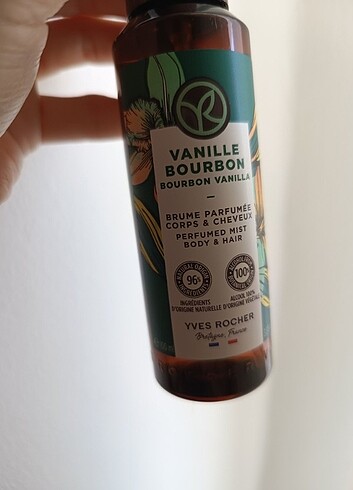 VANILLE
BOURBON
BOURBON VANILLA
BRUME PARFUMÉE
CORPS & CHEVEUX
PERFUMED MIST
BODY & HAIR
96%
100%
INGRÉDIENTS
D'ORIGINE NATURELLE
ALCOOL 100%
D'ORIGINE VÉGÉTALE
YVES ROCHER
Bretagne, France